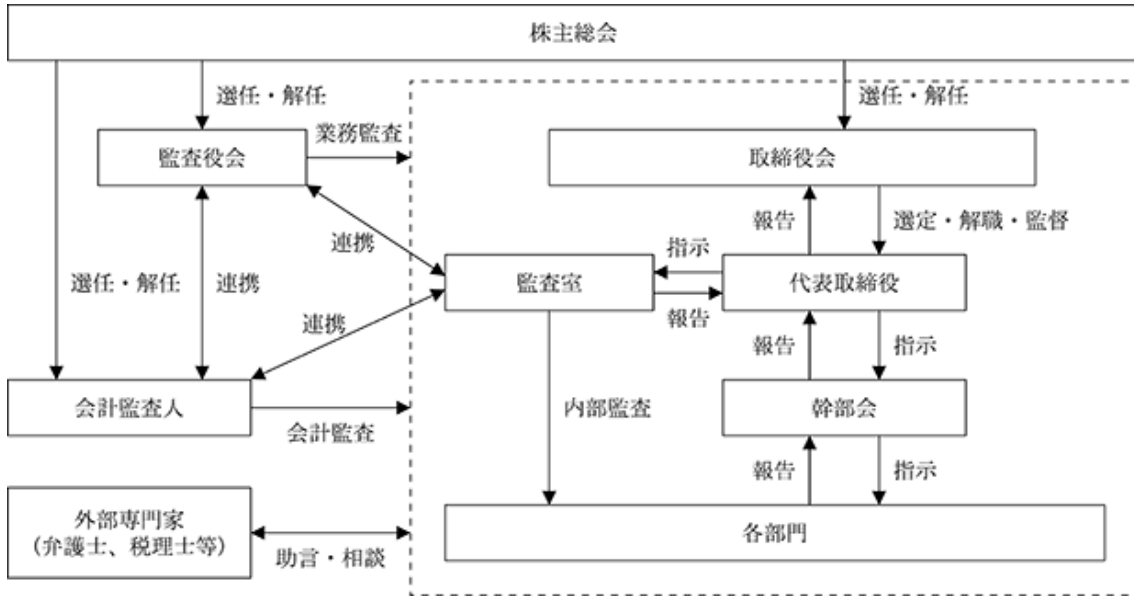 株主総会
選任・解任
選任・解任
業務監査
監査役会
取締役会
報告
選定・解職・監督
連携
指示
監査室
代表取締役
選任・解任
連携
報告
連携
報告
指示
会計監査人
内部監査
幹部会
会計監査
報告
指示
外部専門家
（弁護士、税理士等）
各部門
助言・相談